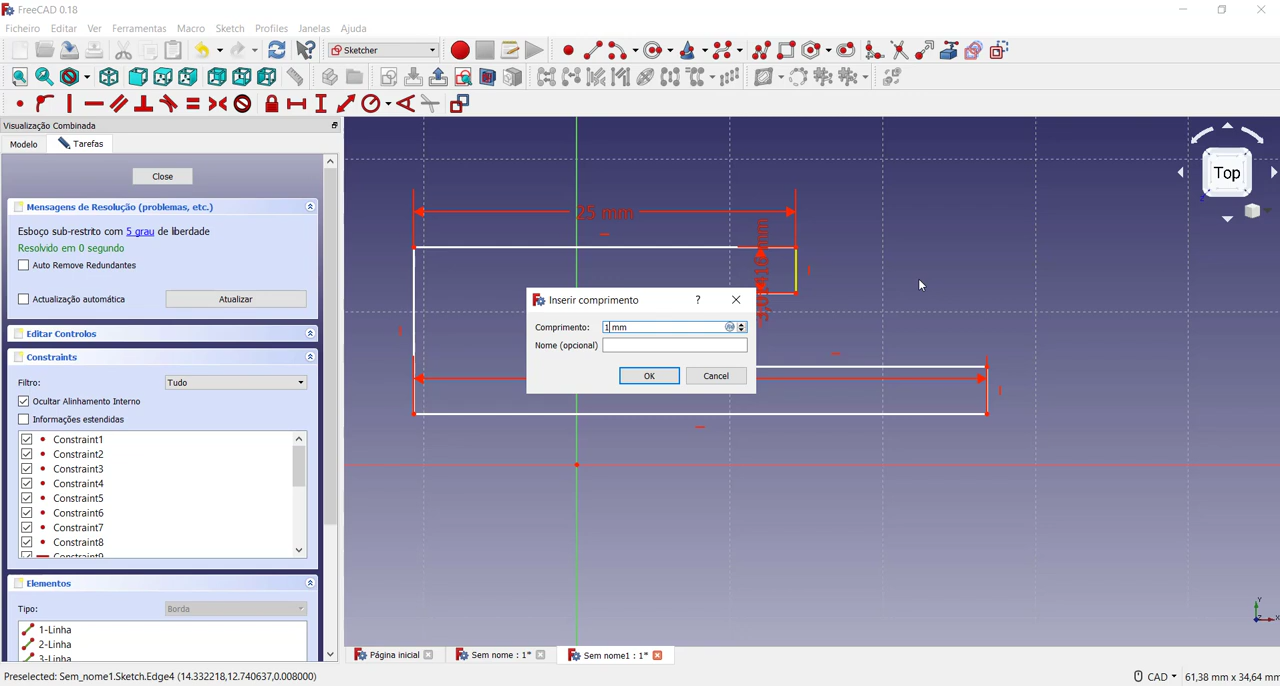 FreeCAD 0.18
Ficheiro Editar Ver Ferramentas Macro Sketch Profiles Janelas Ajuda
Sketcher
Visualização Combinada
Modelo Tarefas
Close
Mensagens de Resolução (problemas, etc.)
Esboço sub-restrito com 5 grau de liberdade
Resolvido em 0 segundo
Auto Remove Redundantes
Actualização automática Atualizar
Editar Controlos
Constraints
Filtro: Tudo
Ocultar Alinhamento Interno
Informações estendidas
Constraint1
Constraint2
Constraint3
Constraint4
Constraint5
Constraint6
Constraint7
Constraint8
Constraint9
Elementos
Tipo: Borda
1-Linha
2-Linha
3-Linha
25 mm
Inserir comprimento ?
Comprimento: 1 mm
Nome (opcional)
OK Cancel
Top
Z
Y
Z X
Página inicial Sem nome : 1* Sem nome1 : 1*
Preselected: Sem_nome1.Sketch.Edge4 (14.332218,12.740637,0.008000) CAD 61,38 mm x 34,64 mm